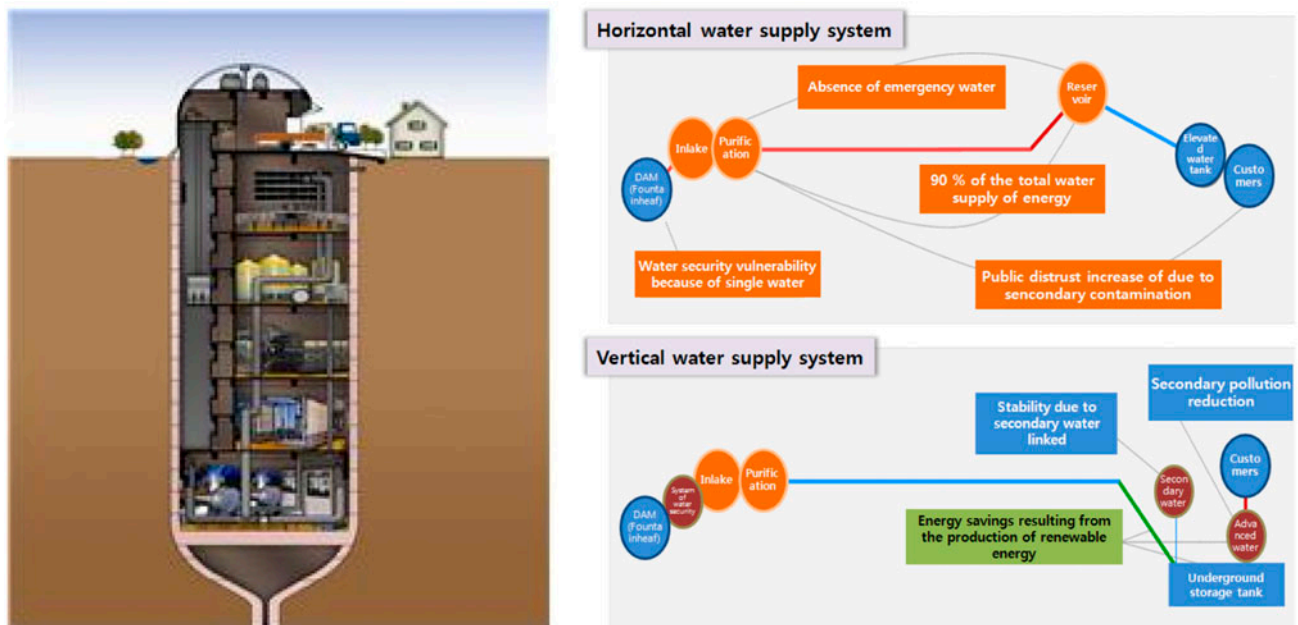 Horizontal water supply system
Absence of emergency water
Reser
voir
Inlake
Purific
ation
Elevate
d
water
tank
Custo
mers
DAM
(Founta
inheaf)
90 % of the total water
supply of energy
Water security vulnerability
because of single water
Public distrust increase of due to
sencondary contamination
Vertical water supply system
Secondary pollution
reduction
Stability due to
secondary water
linked
Custo
mers
Inlake
Purific
ation
System
of
water
security
Secon
dary
water
DAM
(Founta
inheaf)
Energy savings resulting from
the production of renewable
energy
Adva
nced
water
Underground
storage tank